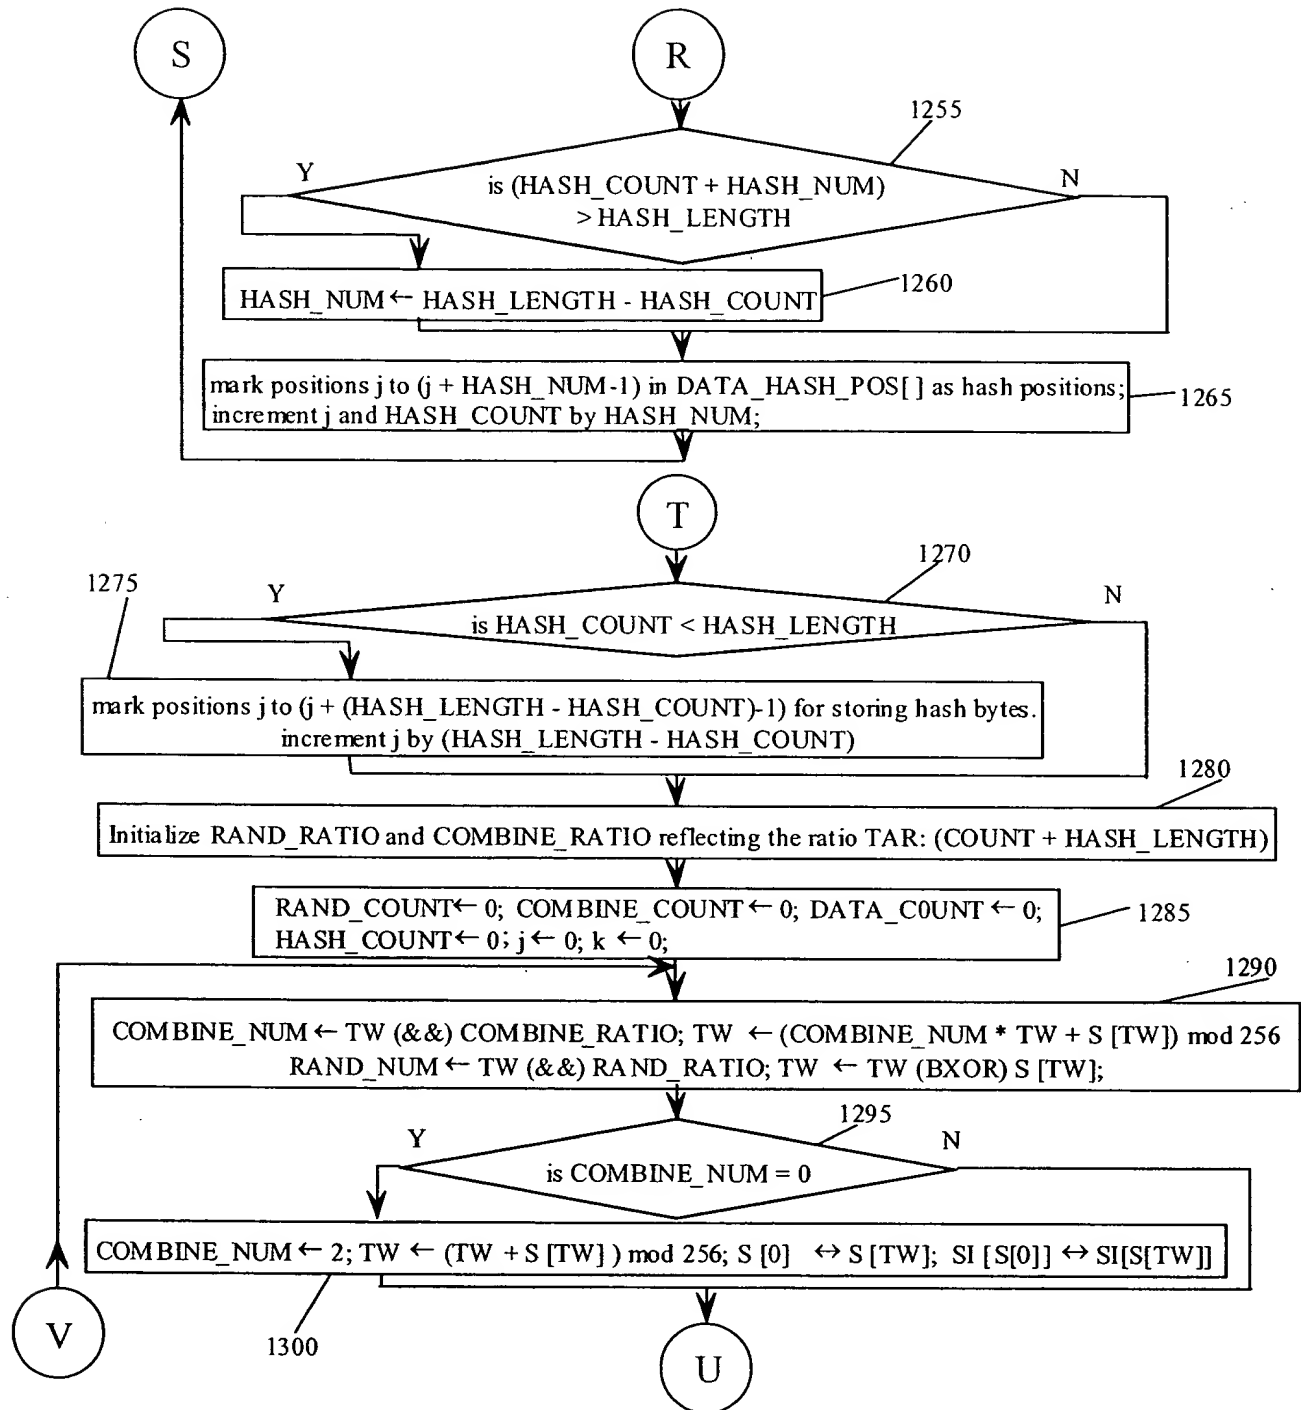 S
R
1255
Y
N
is (HASH_COUNT + HASH_NUM)
> HASH_LENGTH
HASH_NUM← HASH_LENGTH - HASH_COUNT
1260
mark positions j to (j + HASH_NUM-1) in DATA_HASH_POS[ ] as hash positions;
increment j and HASH_COUNT by HASH_NUM;
1265
T
1270
1275
Y
N
is HASH_COUNT < HASH_LENGTH
mark positions j to (j + (HASH_LENGTH - HASH_COUNT)-1) for storing hash bytes.
increment j by (HASH_LENGTH - HASH_COUNT)
1280
Initialize RAND_RATIO and COMBINE_RATIO reflecting the ratio TAR: (COUNT + HASH_LENGTH)
RAND_COUNT← 0; COMBINE_COUNT← 0; DATA_C0UNT ← 0;
HASH_COUNT← 0; j← 0; k ← 0;
1285
1290
COMBINE_NUM← TW (&&) COMBINE_RATIO; TW ← (COMBINE_NUM * TW + S [TW]) mod 256
RAND_NUM← TW (&&) RAND_RATIO; TW ← TW (BXOR) S [TW];
1295
Y
N
is COMBINE_NUM = 0
COMBINE_NUM← 2; TW ← (TW + S [TW] ) mod 256; S [0] ↔ S [TW]; SI [S[0]] ↔ SI[S[TW]]
V
1300
U